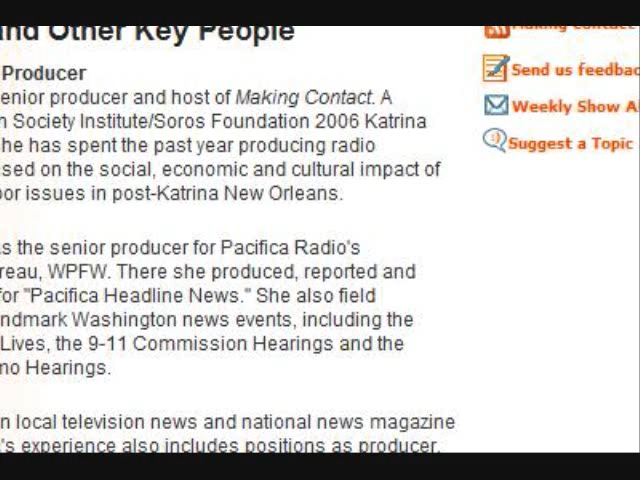 and Other Key People
Producer
enior producer and host of Making Contact. A
n Society Institute/Soros Foundation 2006 Katrina
he has spent the past year producing radio
sed on the social, economic and cultural impact of
oor issues in post-Katrina New Orleans.
as the senior producer for Pacifica Radio's
reau, WPFW. There she produced, reported and
for "Pacifica Headline News." She also field
ndmark Washington news events, including the
Lives, the 9-11 Commission Hearings and the
mo Hearings.
n local television news and national news magazine
's experience also includes positions as producer,
Making Contact
Send us feedbac
Weekly Show A
Suggest a Topic